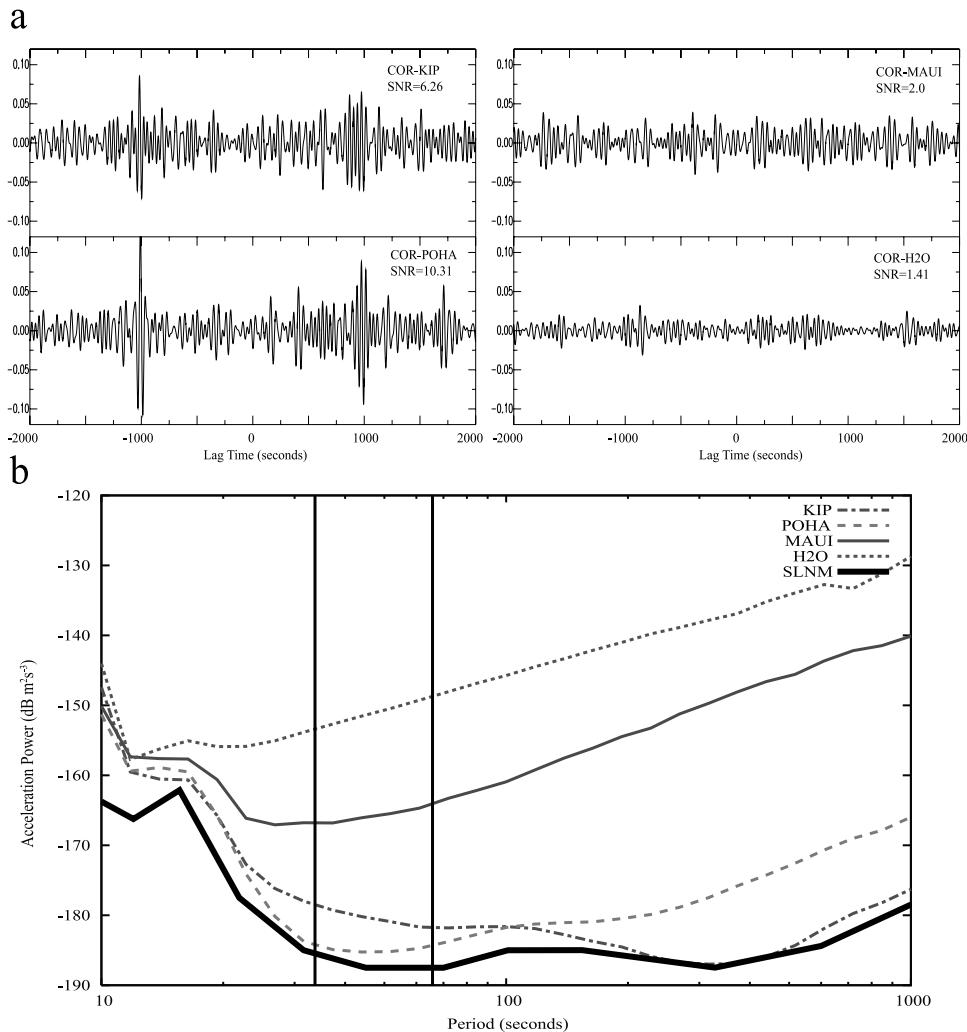 a
COR-KIP
SNR=6.26
0.10
0.05
0.00
−0.05
−0.10
COR-MAUI
SNR=2.0
0.10
0.05
0.00
−0.05
−0.10
COR-POHA
SNR=10.31
0.10
0.05
0.00
−0.05
−0.10
-2000 -1000 0 1000 2000
Lag Time (seconds)
COR-H2O
SNR=1.41
0.10
0.05
0.00
−0.05
−0.10
-2000 -1000 0 1000 2000
Lag Time (seconds)
b
-120
-130
-140
-150
-160
-170
-180
-190
Acceleration Power (dB m²s⁻³)
KIP
POHA
MAUI
H2O
SLNM
10 100 1000
Period (seconds)